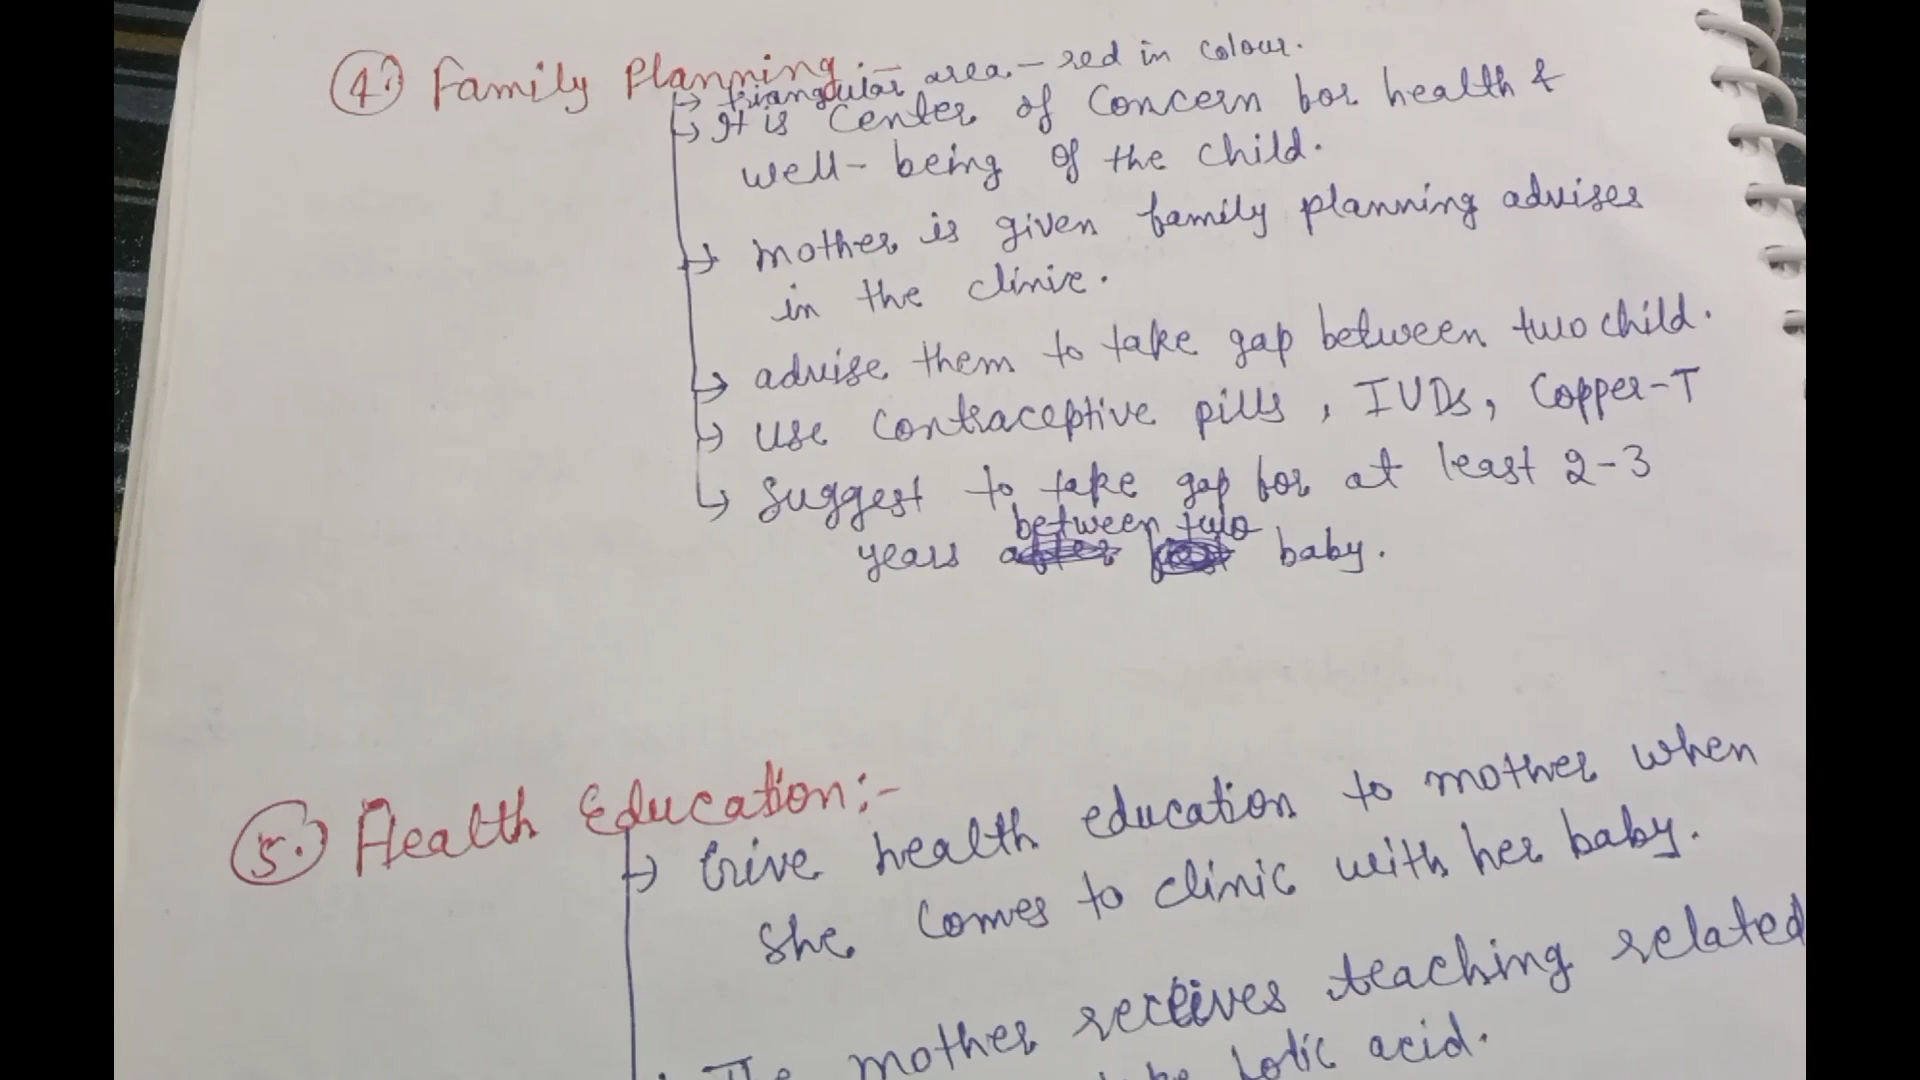 4. Family Planning :-
→ triangular area - red in colour.
→ It is Center of Concern for health &
well-being of the child.
→ Mother is given family planning advises
in the clinic.
→ advise them to take gap between two child.
→ use Contraceptive pills, IUDs, Copper-T
→ Suggest to take gap for at least 2-3
between two
years baby.
5. Health Education :-
→ Give health education to mother when
She comes to clinic with her baby.
The mother receives teaching related
folic acid.